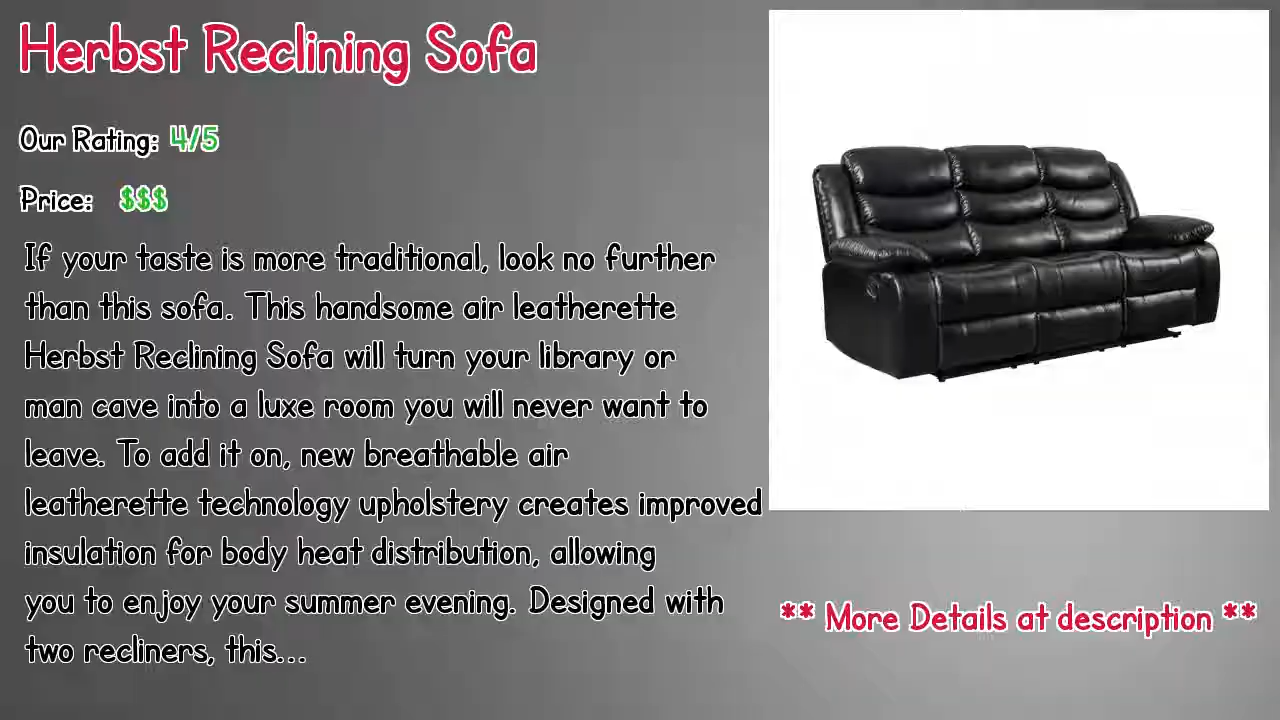 Herbst Reclining Sofa
Our Rating: 4/5
Price: $$$
If your taste is more traditional, look no further
than this sofa. This handsome air leatherette
Herbst Reclining Sofa will turn your library or
man cave into a luxe room you will never want to
leave. To add it on, new breathable air
leatherette technology upholstery creates improved
insulation for body heat distribution, allowing
you to enjoy your summer evening. Designed with
two recliners, this...
** More Details at description **